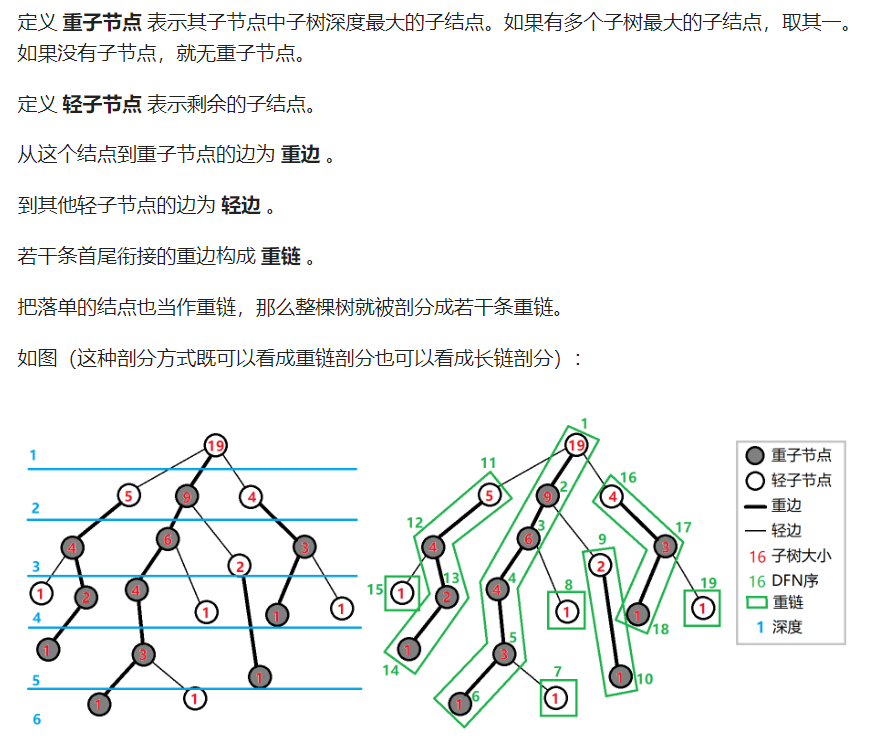 定义 重子节点 表示其子节点中子树深度最大的子结点。如果有多个子树最大的子结点，取其一。
如果没有子节点，就无重子节点。
定义 轻子节点 表示剩余的子结点。
从这个结点到重子节点的边为 重边 。
到其他轻子节点的边为 轻边 。
若干条首尾衔接的重边构成 重链 。
把落单的结点也当作重链，那么整棵树就被剖分成若干条重链。
如图（这种剖分方式既可以看成重链剖分也可以看成长链剖分）：
1
19
2
5 9 4
4 6 3
3
1 2 4 2
1 1 1
4
1 3 1
5
1 1
6
1
19
11 16
5 9 2 4
12 3 17
4 6 9 3
2
15 1 13 2 4 4 8 1 1 19
1 18
14 1 3 5
7 1 10
1 6 1
重子节点
轻子节点
重边
轻边
16 子树大小
16 DFN序
重链
1 深度